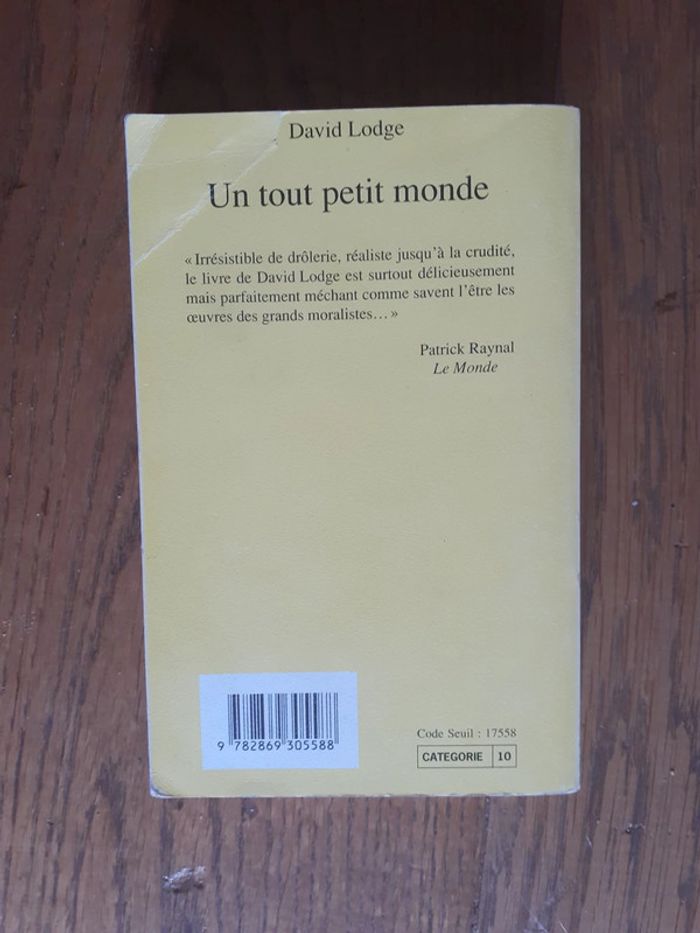 David Lodge
Un tout petit monde
« Irrésistible de drôlerie, réaliste jusqu’à la crudité,
le livre de David Lodge est surtout délicieusement
mais parfaitement méchant comme savent l’être les
œuvres des grands moralistes… »
Patrick Raynal
Le Monde
9 782869 305588
Code Seuil : 17558
CATEGORIE 10